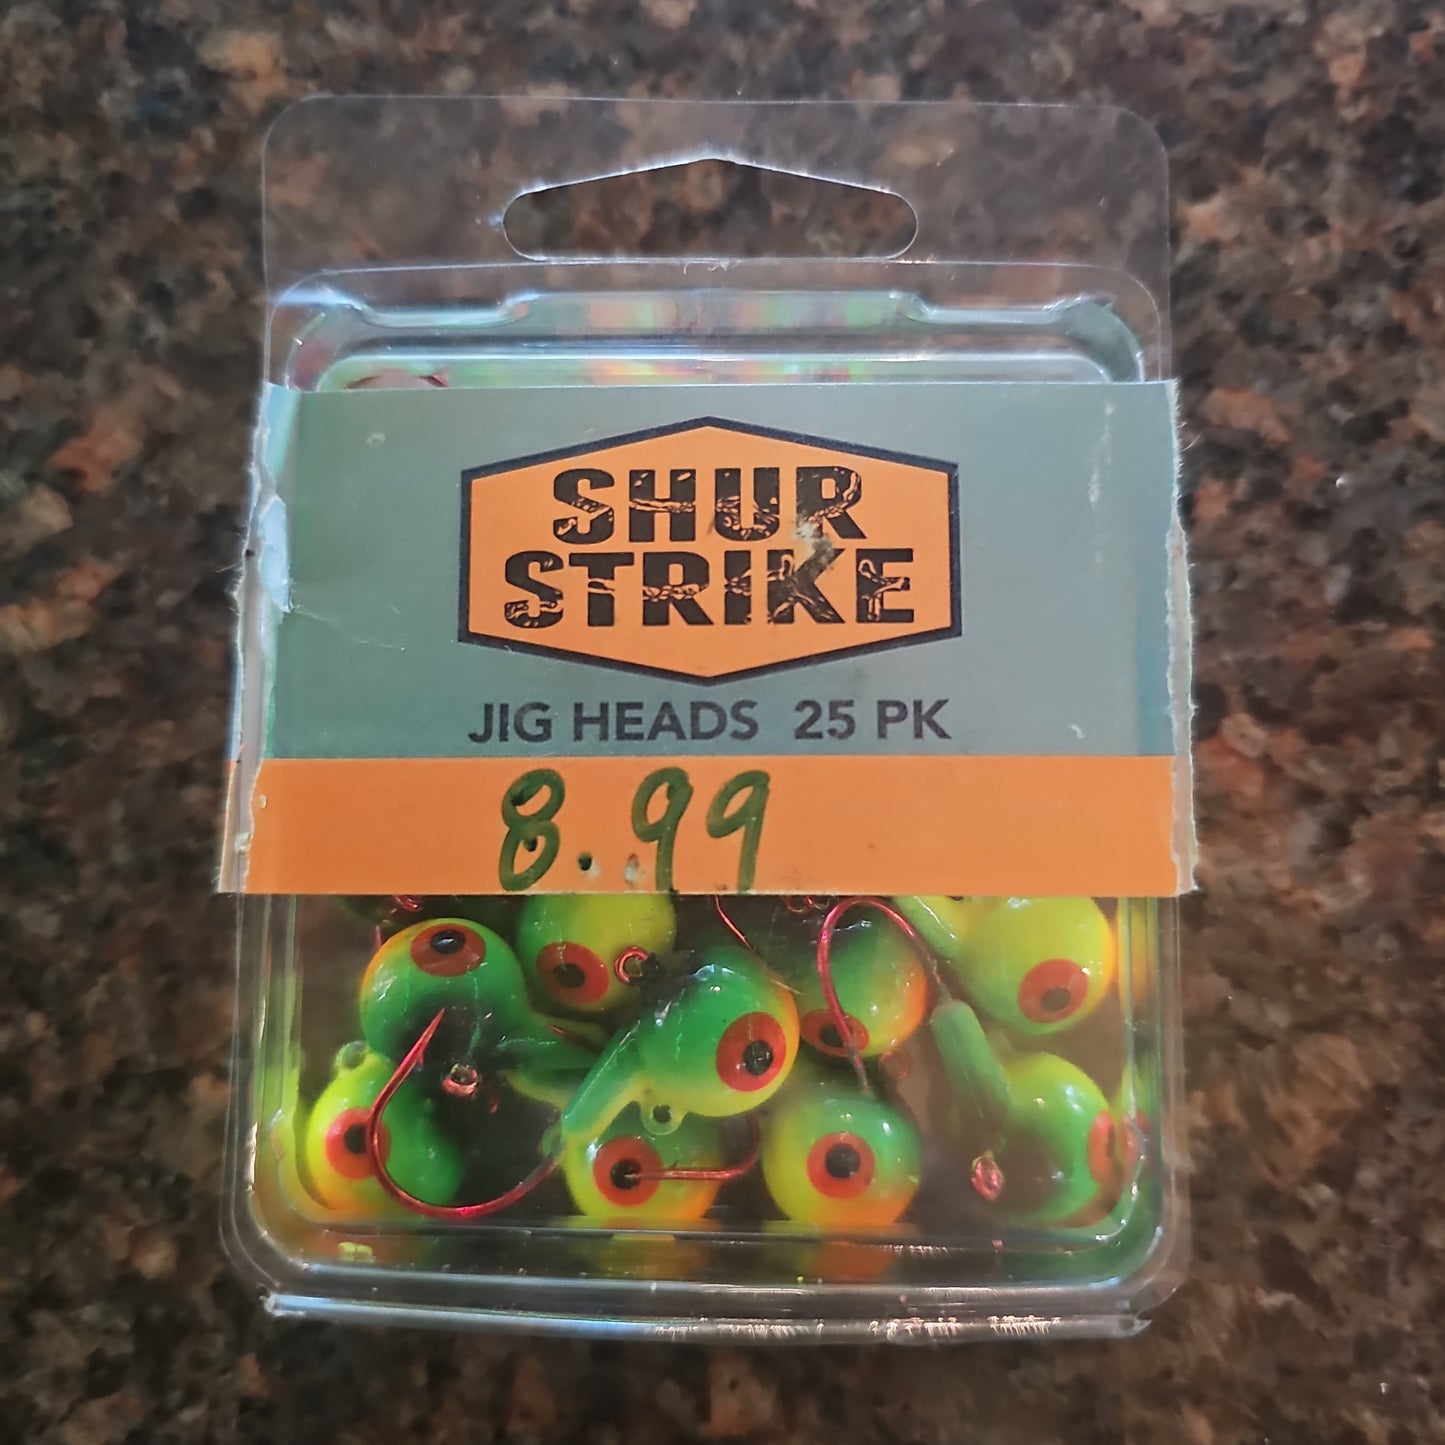 SHUR
STRIKE
JIG HEADS 25 PK
8.99